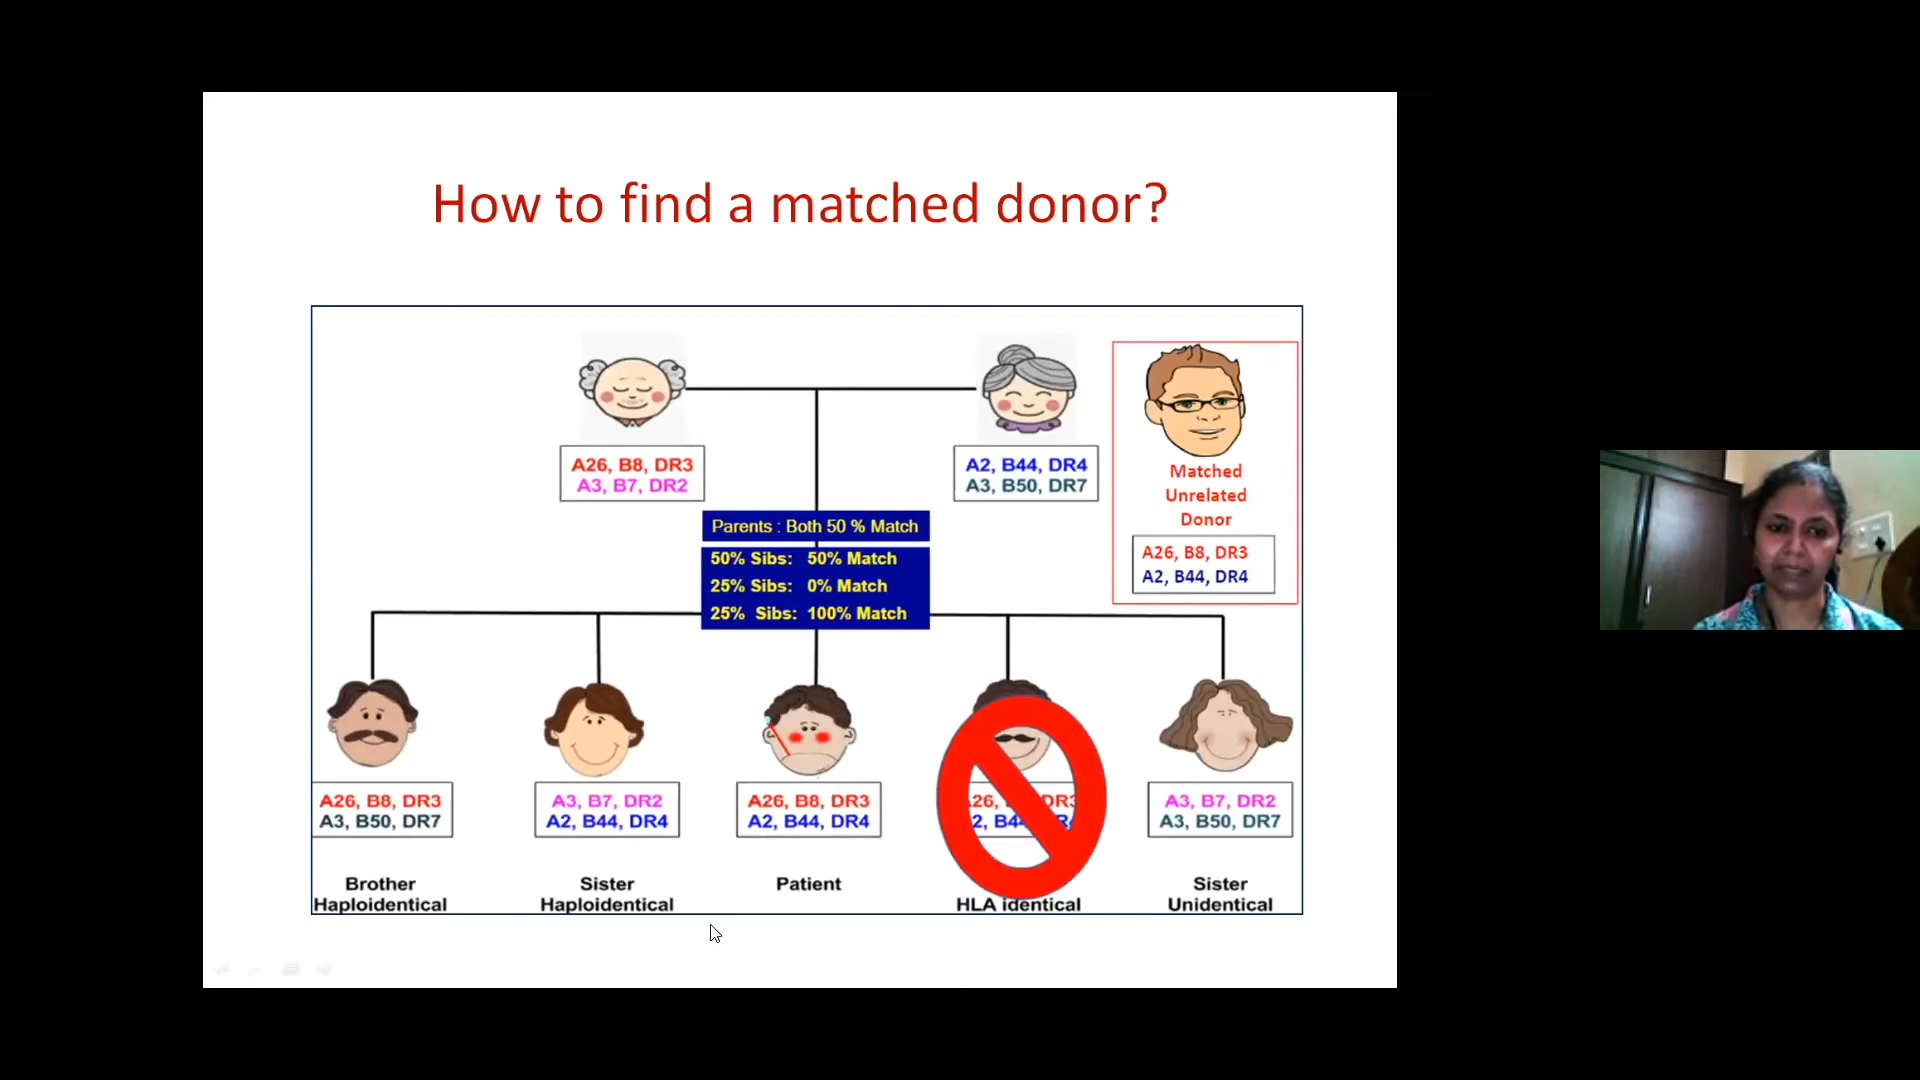 How to find a matched donor?
A26, B8, DR3
A3, B7, DR2
A2, B44, DR4
A3, B50, DR7
Matched
Unrelated
Donor
A26, B8, DR3
A2, B44, DR4
Parents : Both 50 % Match
50% Sibs: 50% Match
25% Sibs: 0% Match
25% Sibs: 100% Match
A26, B8, DR3
A3, B50, DR7
Brother
Haploidentical
A3, B7, DR2
A2, B44, DR4
Sister
Haploidentical
A26, B8, DR3
A2, B44, DR4
Patient
HLA identical
A3, B7, DR2
A3, B50, DR7
Sister
Unidentical